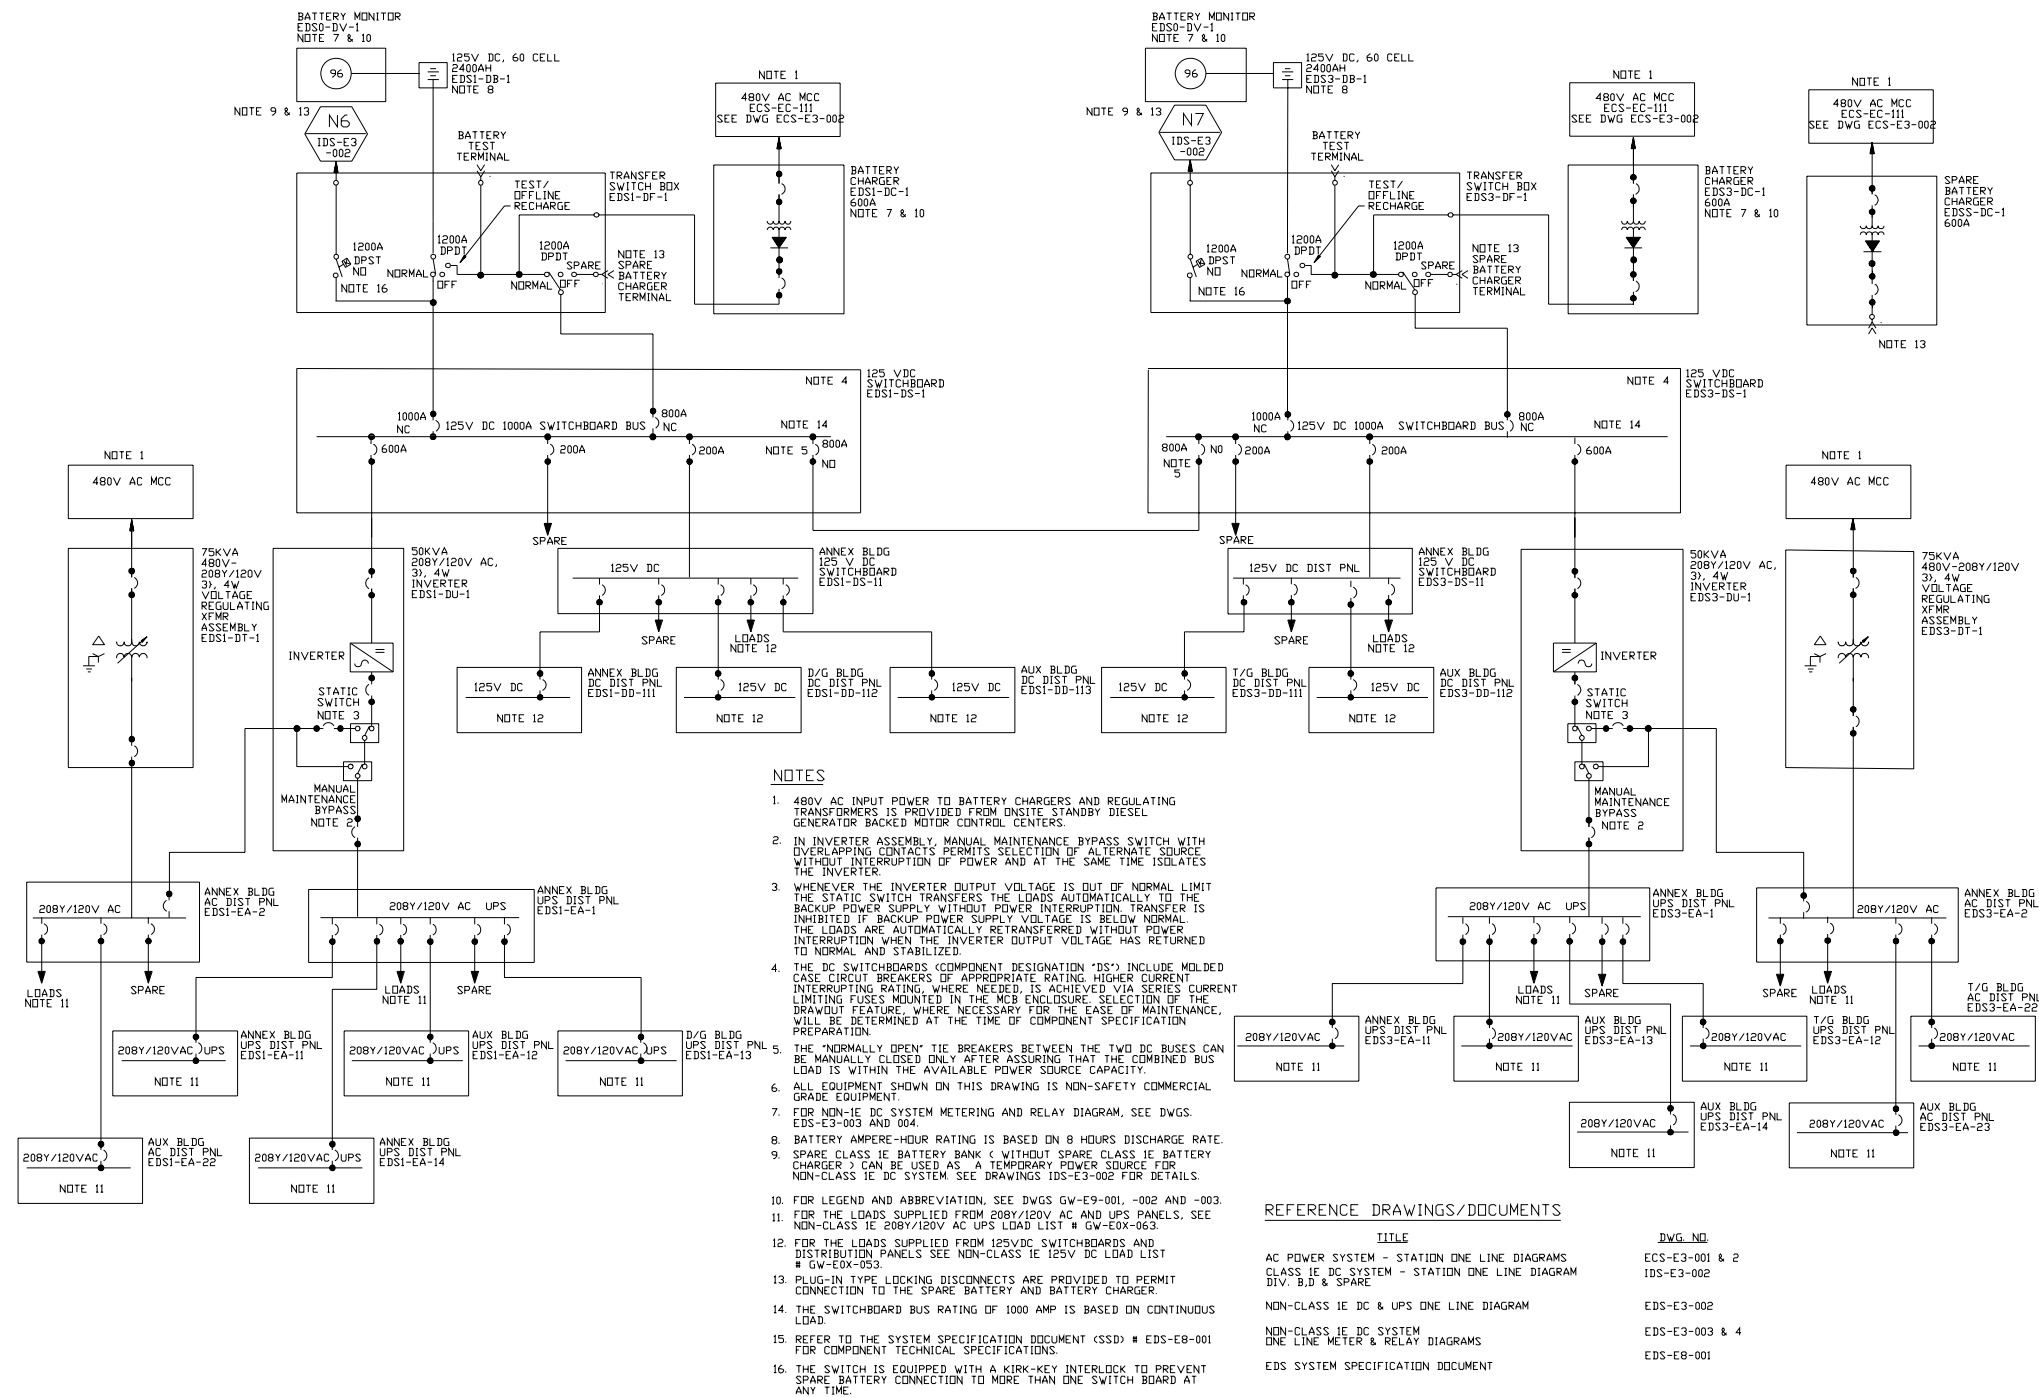 BATTERY MONITOR
EDS0-DV-1
NOTE 7 & 10
96
125V DC, 60 CELL
2400AH
EDS1-DB-1
NOTE 8
NOTE 9 & 13
N6
IDS-E3
-002
BATTERY
TEST
TERMINAL
NOTE 1
480V AC MCC
ECS-EC-111
SEE DWG ECS-E3-002
TRANSFER
SWITCH BOX
EDS1-DF-1
TEST/
OFFLINE
RECHARGE
BATTERY
CHARGER
EDS1-DC-1
600A
NOTE 7 & 10
1200A
DPST
NO
NOTE 16
1200A
DPDT
NORMAL
OFF
1200A
DPDT
SPARE
NORMAL
OFF
NOTE 13
SPARE
BATTERY
CHARGER
TERMINAL
BATTERY MONITOR
EDS0-DV-1
NOTE 7 & 10
96
125V DC, 60 CELL
2400AH
EDS3-DB-1
NOTE 8
NOTE 9 & 13
N7
IDS-E3
-002
BATTERY
TEST
TERMINAL
NOTE 1
480V AC MCC
ECS-EC-111
SEE DWG ECS-E3-002
TRANSFER
SWITCH BOX
EDS3-DF-1
TEST/
OFFLINE
RECHARGE
BATTERY
CHARGER
EDS3-DC-1
600A
NOTE 7 & 10
1200A
DPST
NO
NOTE 16
1200A
DPDT
NORMAL
OFF
1200A
DPDT
SPARE
NORMAL
OFF
NOTE 13
SPARE
BATTERY
CHARGER
TERMINAL
NOTE 1
480V AC MCC
ECS-EC-111
SEE DWG ECS-E3-002
SPARE
BATTERY
CHARGER
EDSS-DC-1
600A
NOTE 13
NOTE 4
125 VDC
SWITCHBOARD
EDS1-DS-1
1000A
NC
125V DC 1000A SWITCHBOARD BUS
800A
NC
NOTE 14
600A
200A
200A
NOTE 5
800A
NO
SPARE
NOTE 4
125 VDC
SWITCHBOARD
EDS3-DS-1
1000A
NC
125V DC 1000A SWITCHBOARD BUS
800A
NC
NOTE 14
800A
NO
NOTE
5
200A
200A
600A
SPARE
NOTE 1
480V AC MCC
75KVA
480V-
208Y/120V
3}, 4W
VOLTAGE
REGULATING
XFMR
ASSEMBLY
EDS1-DT-1
50KVA
208Y/120V AC,
3}, 4W
INVERTER
EDS1-DU-1
INVERTER
STATIC
SWITCH
NOTE 3
MANUAL
MAINTENANCE
BYPASS
NOTE 2
125V DC
ANNEX BLDG
125 V DC
SWITCHBOARD
EDS1-DS-11
SPARE
LOADS
NOTE 12
125V DC
NOTE 12
ANNEX BLDG
DC DIST PNL
EDS1-DD-111
125V DC
NOTE 12
D/G BLDG
DC DIST PNL
EDS1-DD-112
125V DC
NOTE 12
AUX BLDG
DC DIST PNL
EDS1-DD-113
125V DC DIST PNL
ANNEX BLDG
125 V DC
SWITCHBOARD
EDS3-DS-11
SPARE
LOADS
NOTE 12
125V DC
NOTE 12
T/G BLDG
DC DIST PNL
EDS3-DD-111
125V DC
NOTE 12
AUX BLDG
DC DIST PNL
EDS3-DD-112
50KVA
208Y/120V AC,
3}, 4W
INVERTER
EDS3-DU-1
INVERTER
STATIC
SWITCH
NOTE 3
MANUAL
MAINTENANCE
BYPASS
NOTE 2
NOTE 1
480V AC MCC
75KVA
480V-208Y/120V
3}, 4W
VOLTAGE
REGULATING
XFMR
ASSEMBLY
EDS3-DT-1
208Y/120V AC
ANNEX BLDG
AC DIST PNL
EDS1-EA-2
LOADS
NOTE 11
SPARE
208Y/120V AC UPS
ANNEX BLDG
UPS DIST PNL
EDS1-EA-1
LOADS
NOTE 11
SPARE
208Y/120VAC UPS
NOTE 11
ANNEX BLDG
UPS DIST PNL
EDS1-EA-11
208Y/120VAC UPS
NOTE 11
AUX BLDG
UPS DIST PNL
EDS1-EA-12
208Y/120VAC UPS
NOTE 11
D/G BLDG
UPS DIST PNL
EDS1-EA-13
208Y/120VAC
NOTE 11
AUX BLDG
AC DIST PNL
EDS1-EA-22
208Y/120VAC UPS
NOTE 11
ANNEX BLDG
UPS DIST PNL
EDS1-EA-14
208Y/120V AC UPS
ANNEX BLDG
UPS DIST PNL
EDS3-EA-1
LOADS
NOTE 11
SPARE
208Y/120V AC
ANNEX BLDG
AC DIST PNL
EDS3-EA-2
SPARE
LOADS
NOTE 11
208Y/120VAC
NOTE 11
ANNEX BLDG
UPS DIST PNL
EDS3-EA-11
208Y/120VAC
NOTE 11
AUX BLDG
UPS DIST PNL
EDS3-EA-13
208Y/120VAC
NOTE 11
T/G BLDG
UPS DIST PNL
EDS3-EA-12
T/G BLDG
AC DIST PNL
EDS3-EA-22
208Y/120VAC
NOTE 11
208Y/120VAC
NOTE 11
AUX BLDG
UPS DIST PNL
EDS3-EA-14
208Y/120VAC
NOTE 11
AUX BLDG
AC DIST PNL
EDS3-EA-23
NOTES
1. 480V AC INPUT POWER TO BATTERY CHARGERS AND REGULATING
TRANSFORMERS IS PROVIDED FROM ONSITE STANDBY DIESEL
GENERATOR BACKED MOTOR CONTROL CENTERS.
2. IN INVERTER ASSEMBLY, MANUAL MAINTENANCE BYPASS SWITCH WITH
OVERLAPPING CONTACTS PERMITS SELECTION OF ALTERNATE SOURCE
WITHOUT INTERRUPTION OF POWER AND AT THE SAME TIME ISOLATES
THE INVERTER.
3. WHENEVER THE INVERTER OUTPUT VOLTAGE IS OUT OF NORMAL LIMIT
THE STATIC SWITCH TRANSFERS THE LOADS AUTOMATICALLY TO THE
BACKUP POWER SUPPLY WITHOUT POWER INTERRUPTION. TRANSFER IS
INHIBITED IF BACKUP POWER SUPPLY VOLTAGE IS BELOW NORMAL.
THE LOADS ARE AUTOMATICALLY RETRANSFERRED WITHOUT POWER
INTERRUPTION WHEN THE INVERTER OUTPUT VOLTAGE HAS RETURNED
TO NORMAL AND STABILIZED.
4. THE DC SWITCHBOARDS (COMPONENT DESIGNATION "DS") INCLUDE MOLDED
CASE CIRCUT BREAKERS OF APPROPRIATE RATING. HIGHER CURRENT
INTERRUPTING RATING, WHERE NEEDED, IS ACHIEVED VIA SERIES CURRENT
LIMITING FUSES MOUNTED IN THE MCB ENCLOSURE. SELECTION OF THE
DRAWOUT FEATURE, WHERE NECESSARY FOR THE EASE OF MAINTENANCE,
WILL BE DETERMINED AT THE TIME OF COMPONENT SPECIFICATION
PREPARATION.
5. THE "NORMALLY OPEN" TIE BREAKERS BETWEEN THE TWO DC BUSES CAN
BE MANUALLY CLOSED ONLY AFTER ASSURING THAT THE COMBINED BUS
LOAD IS WITHIN THE AVAILABLE POWER SOURCE CAPACITY.
6. ALL EQUIPMENT SHOWN ON THIS DRAWING IS NON-SAFETY COMMERCIAL
GRADE EQUIPMENT.
7. FOR NON-1E DC SYSTEM METERING AND RELAY DIAGRAM, SEE DWGS.
EDS-E3-003 AND 004.
8. BATTERY AMPERE-HOUR RATING IS BASED ON 8 HOURS DISCHARGE RATE.
9. SPARE CLASS 1E BATTERY BANK ( WITHOUT SPARE CLASS 1E BATTERY
CHARGER ) CAN BE USED AS A TEMPORARY POWER SOURCE FOR
NON-CLASS 1E DC SYSTEM. SEE DRAWINGS IDS-E3-002 FOR DETAILS.
10. FOR LEGEND AND ABBREVIATION, SEE DWGS GW-E9-001, -002 AND -003.
11. FOR THE LOADS SUPPLIED FROM 208Y/120V AC AND UPS PANELS, SEE
NON-CLASS 1E 208Y/120V AC UPS LOAD LIST # GW-E0X-063.
12. FOR THE LOADS SUPPLIED FROM 125VDC SWITCHBOARDS AND
DISTRIBUTION PANELS SEE NON-CLASS 1E 125V DC LOAD LIST
# GW-E0X-053.
13. PLUG-IN TYPE LOCKING DISCONNECTS ARE PROVIDED TO PERMIT
CONNECTION TO THE SPARE BATTERY AND BATTERY CHARGER.
14. THE SWITCHBOARD BUS RATING OF 1000 AMP IS BASED ON CONTINUOUS
LOAD.
15. REFER TO THE SYSTEM SPECIFICATION DOCUMENT (SSD) # EDS-E8-001
FOR COMPONENT TECHNICAL SPECIFICATIONS.
16. THE SWITCH IS EQUIPPED WITH A KIRK-KEY INTERLOCK TO PREVENT
SPARE BATTERY CONNECTION TO MORE THAN ONE SWITCH BOARD AT
ANY TIME.
REFERENCE DRAWINGS/DOCUMENTS
TITLE DWG. NO.
AC POWER SYSTEM - STATION ONE LINE DIAGRAMS ECS-E3-001 & 2
CLASS 1E DC SYSTEM - STATION ONE LINE DIAGRAM IDS-E3-002
DIV. B,D & SPARE
NON-CLASS 1E DC & UPS ONE LINE DIAGRAM EDS-E3-002
NON-CLASS 1E DC SYSTEM EDS-E3-003 & 4
ONE LINE METER & RELAY DIAGRAMS
EDS-E8-001
EDS SYSTEM SPECIFICATION DOCUMENT